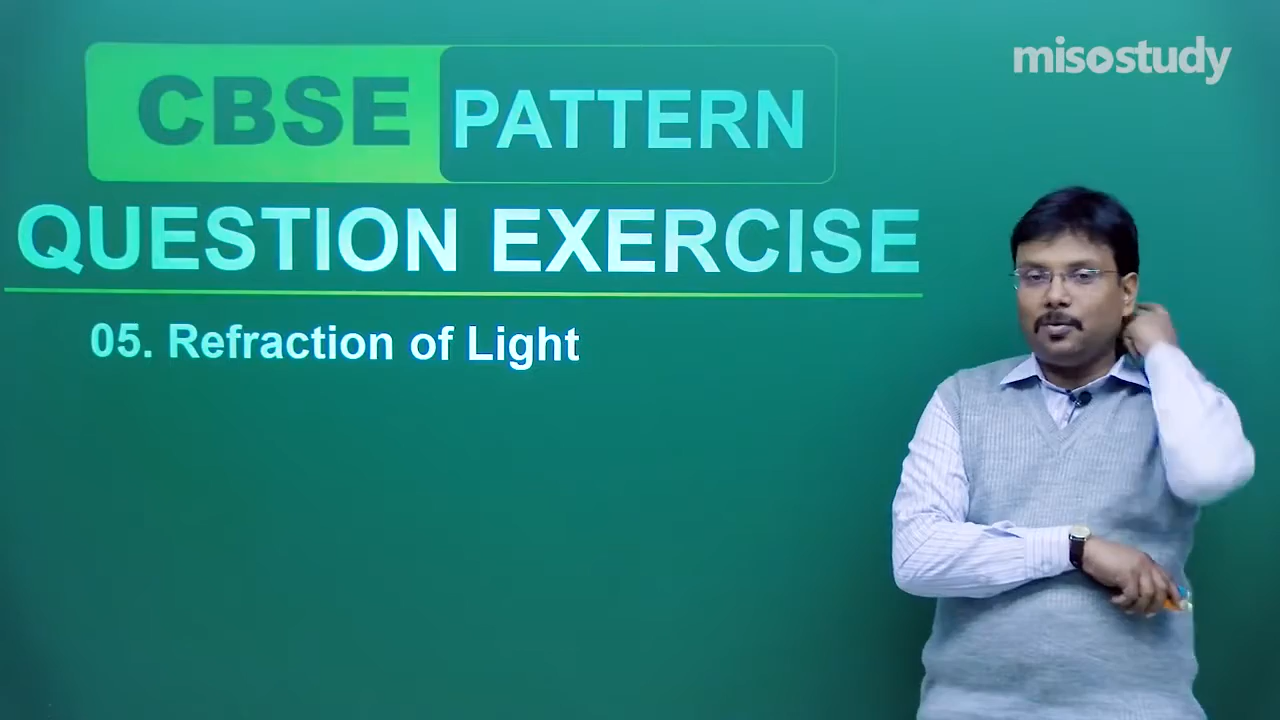 misostudy
CBSE PATTERN
QUESTION EXERCISE
05. Refraction of Light